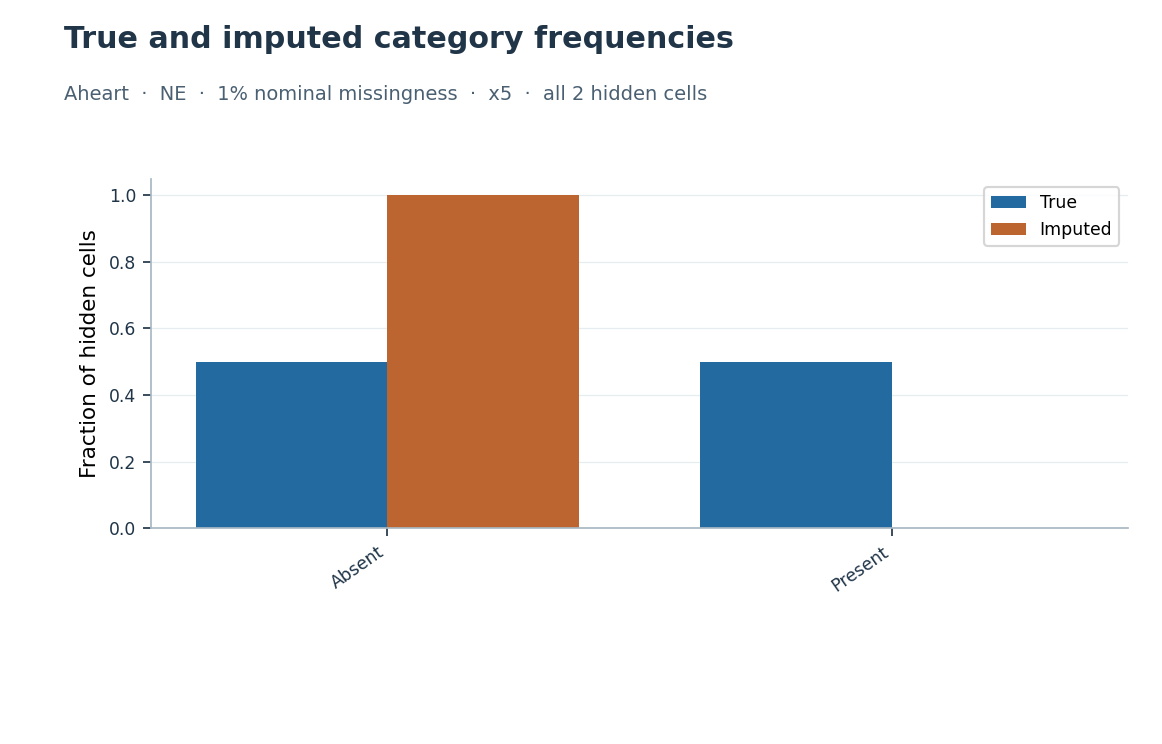 True and imputed category frequencies
Aheart · NE · 1% nominal missingness · x5 · all 2 hidden cells
Fraction of hidden cells
1.0
0.8
0.6
0.4
0.2
0.0
True
Imputed
Absent
Present